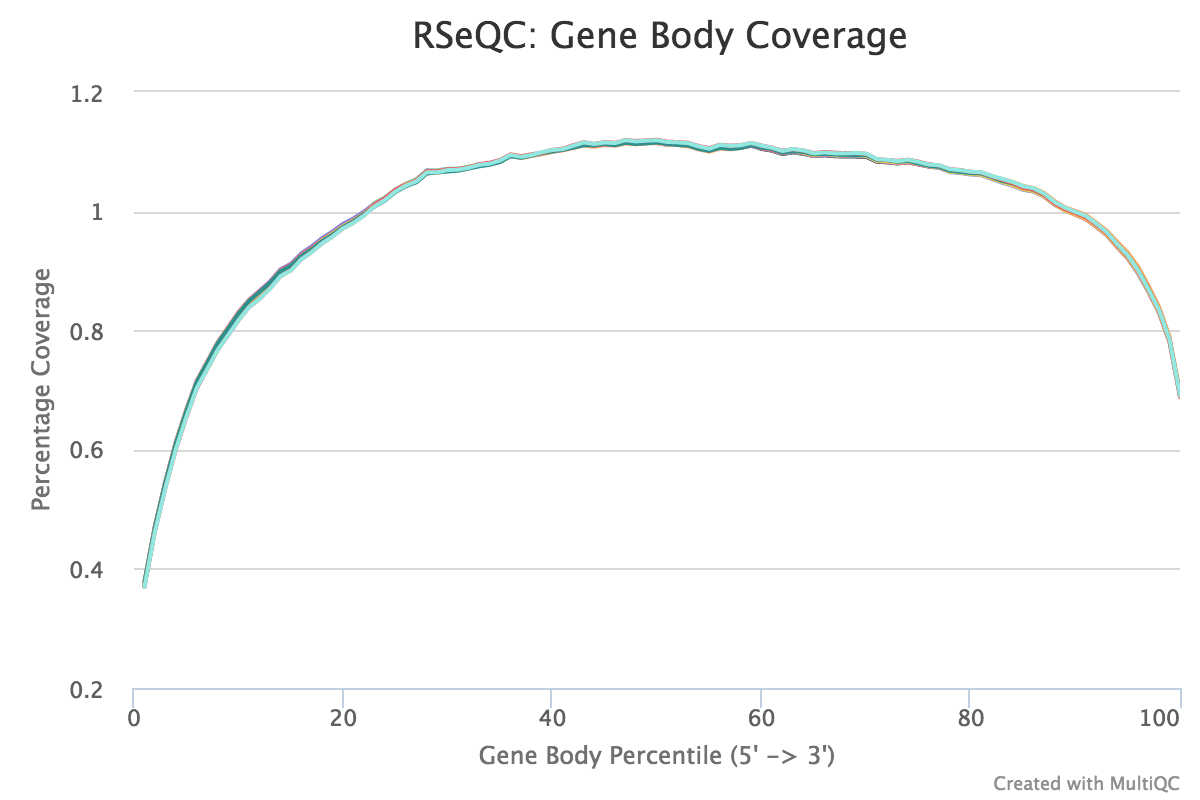 RSeQC: Gene Body Coverage
Percentage Coverage
1.2
1
0.8
0.6
0.4
0.2
0 20 40 60 80 100
Gene Body Percentile (5' -> 3')
Created with MultiQC